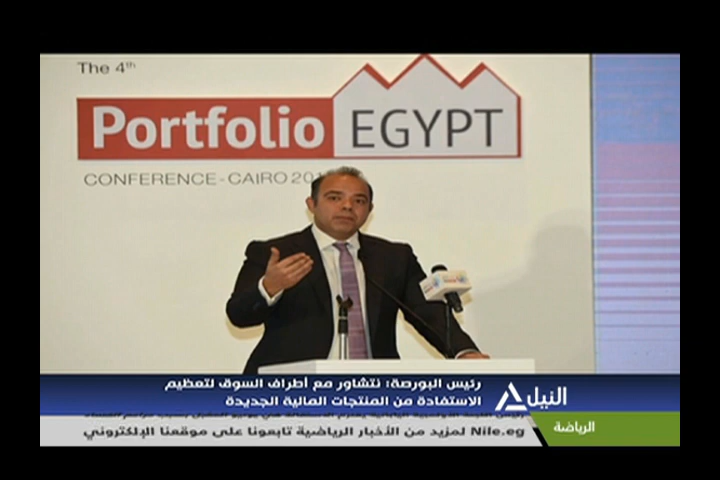 The 4th
Portfolio EGYPT
CONFERENCE - CAIRO 201
رئيس البورصة: نتشاور مع أطراف السوق لتعظيم
الاستفادة من المنتجات المالية الجديدة
النيل
الرياضة
Nile.eg لمزيد من الأخبار الرياضية تابعونا على موقعنا الإلكتروني